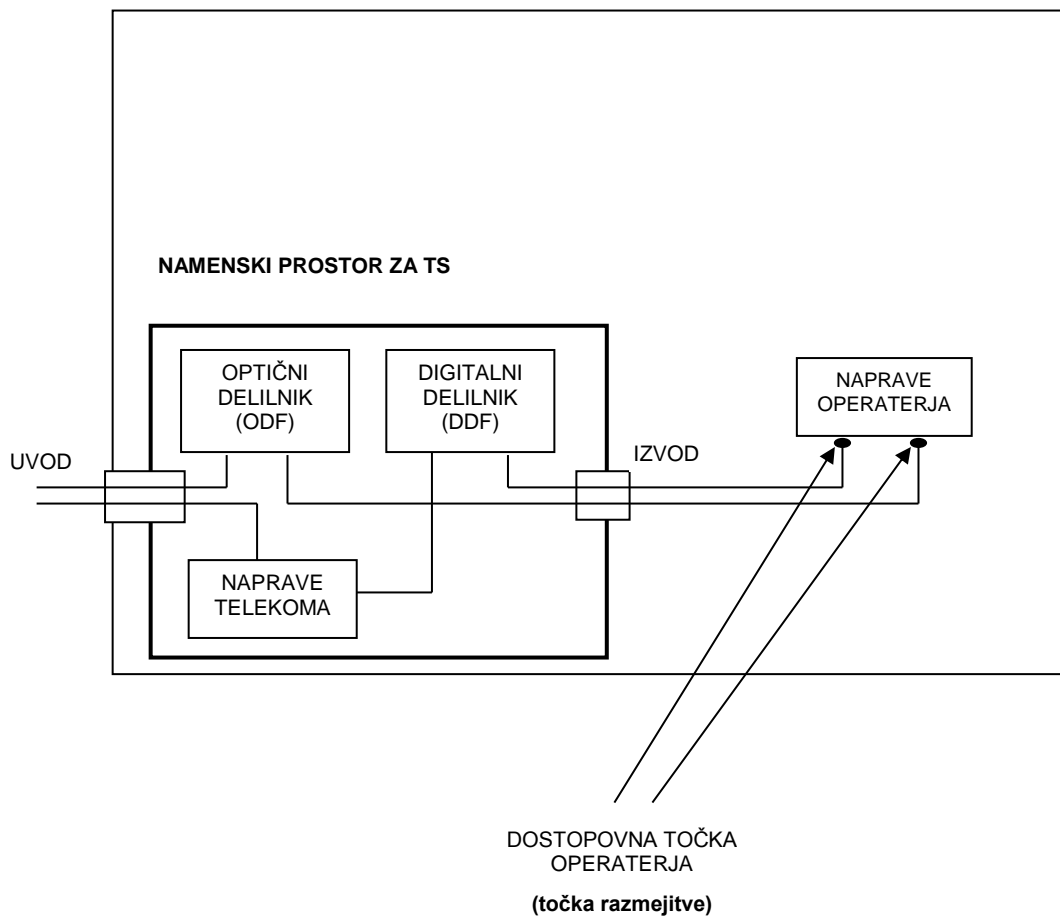 NAMENSKI PROSTOR ZA TS
OPTIČNI
DELILNIK
(ODF)
DIGITALNI
DELILNIK
(DDF)
NAPRAVE
OPERATERJA
UVOD
IZVOD
NAPRAVE
TELEKOMA
DOSTOPOVNA TOČKA
OPERATERJA
(točka razmejitve)